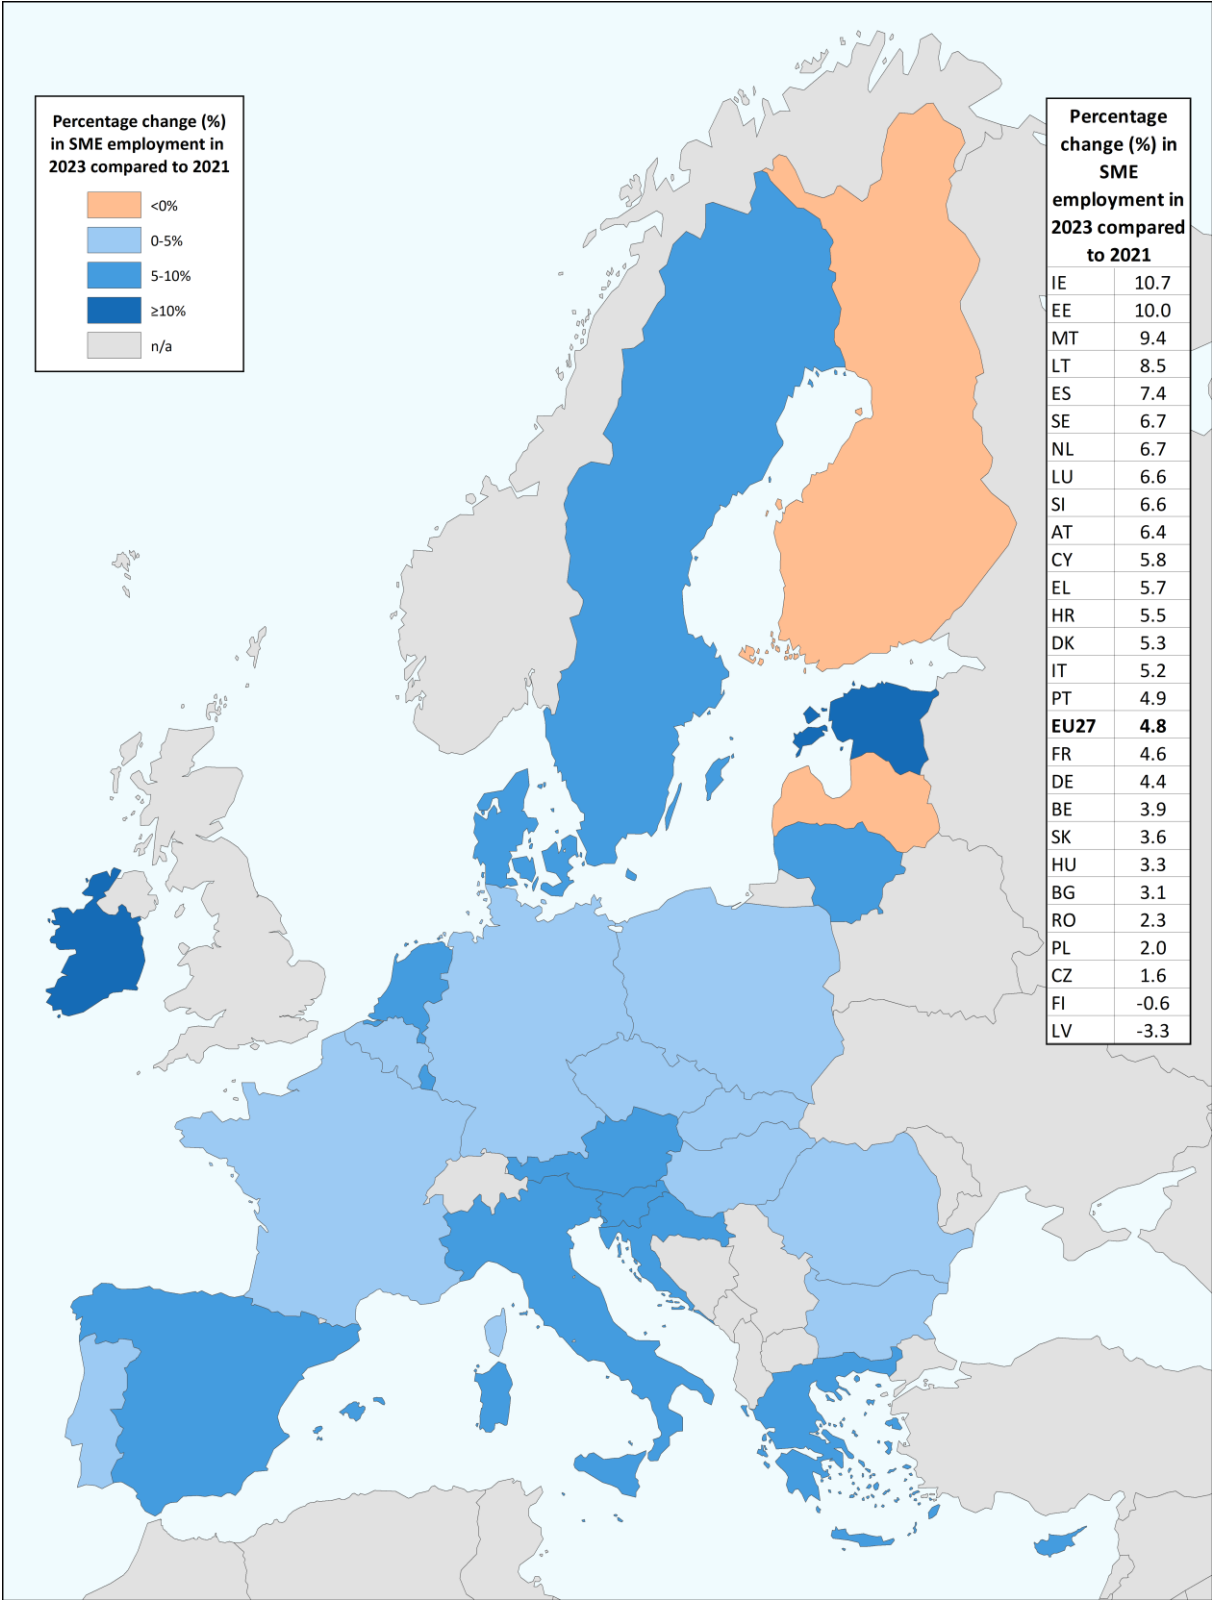 Percentage change (%)
in SME employment in
2023 compared to 2021
<0%
0-5%
5-10%
≥10%
n/a
Percentage
change (%) in
SME
employment in
2023 compared
to 2021
IE 10.7
EE 10.0
MT 9.4
LT 8.5
ES 7.4
SE 6.7
NL 6.7
LU 6.6
SI 6.6
AT 6.4
CY 5.8
EL 5.7
HR 5.5
DK 5.3
IT 5.2
PT 4.9
EU27 4.8
FR 4.6
DE 4.4
BE 3.9
SK 3.6
HU 3.3
BG 3.1
RO 2.3
PL 2.0
CZ 1.6
FI -0.6
LV -3.3